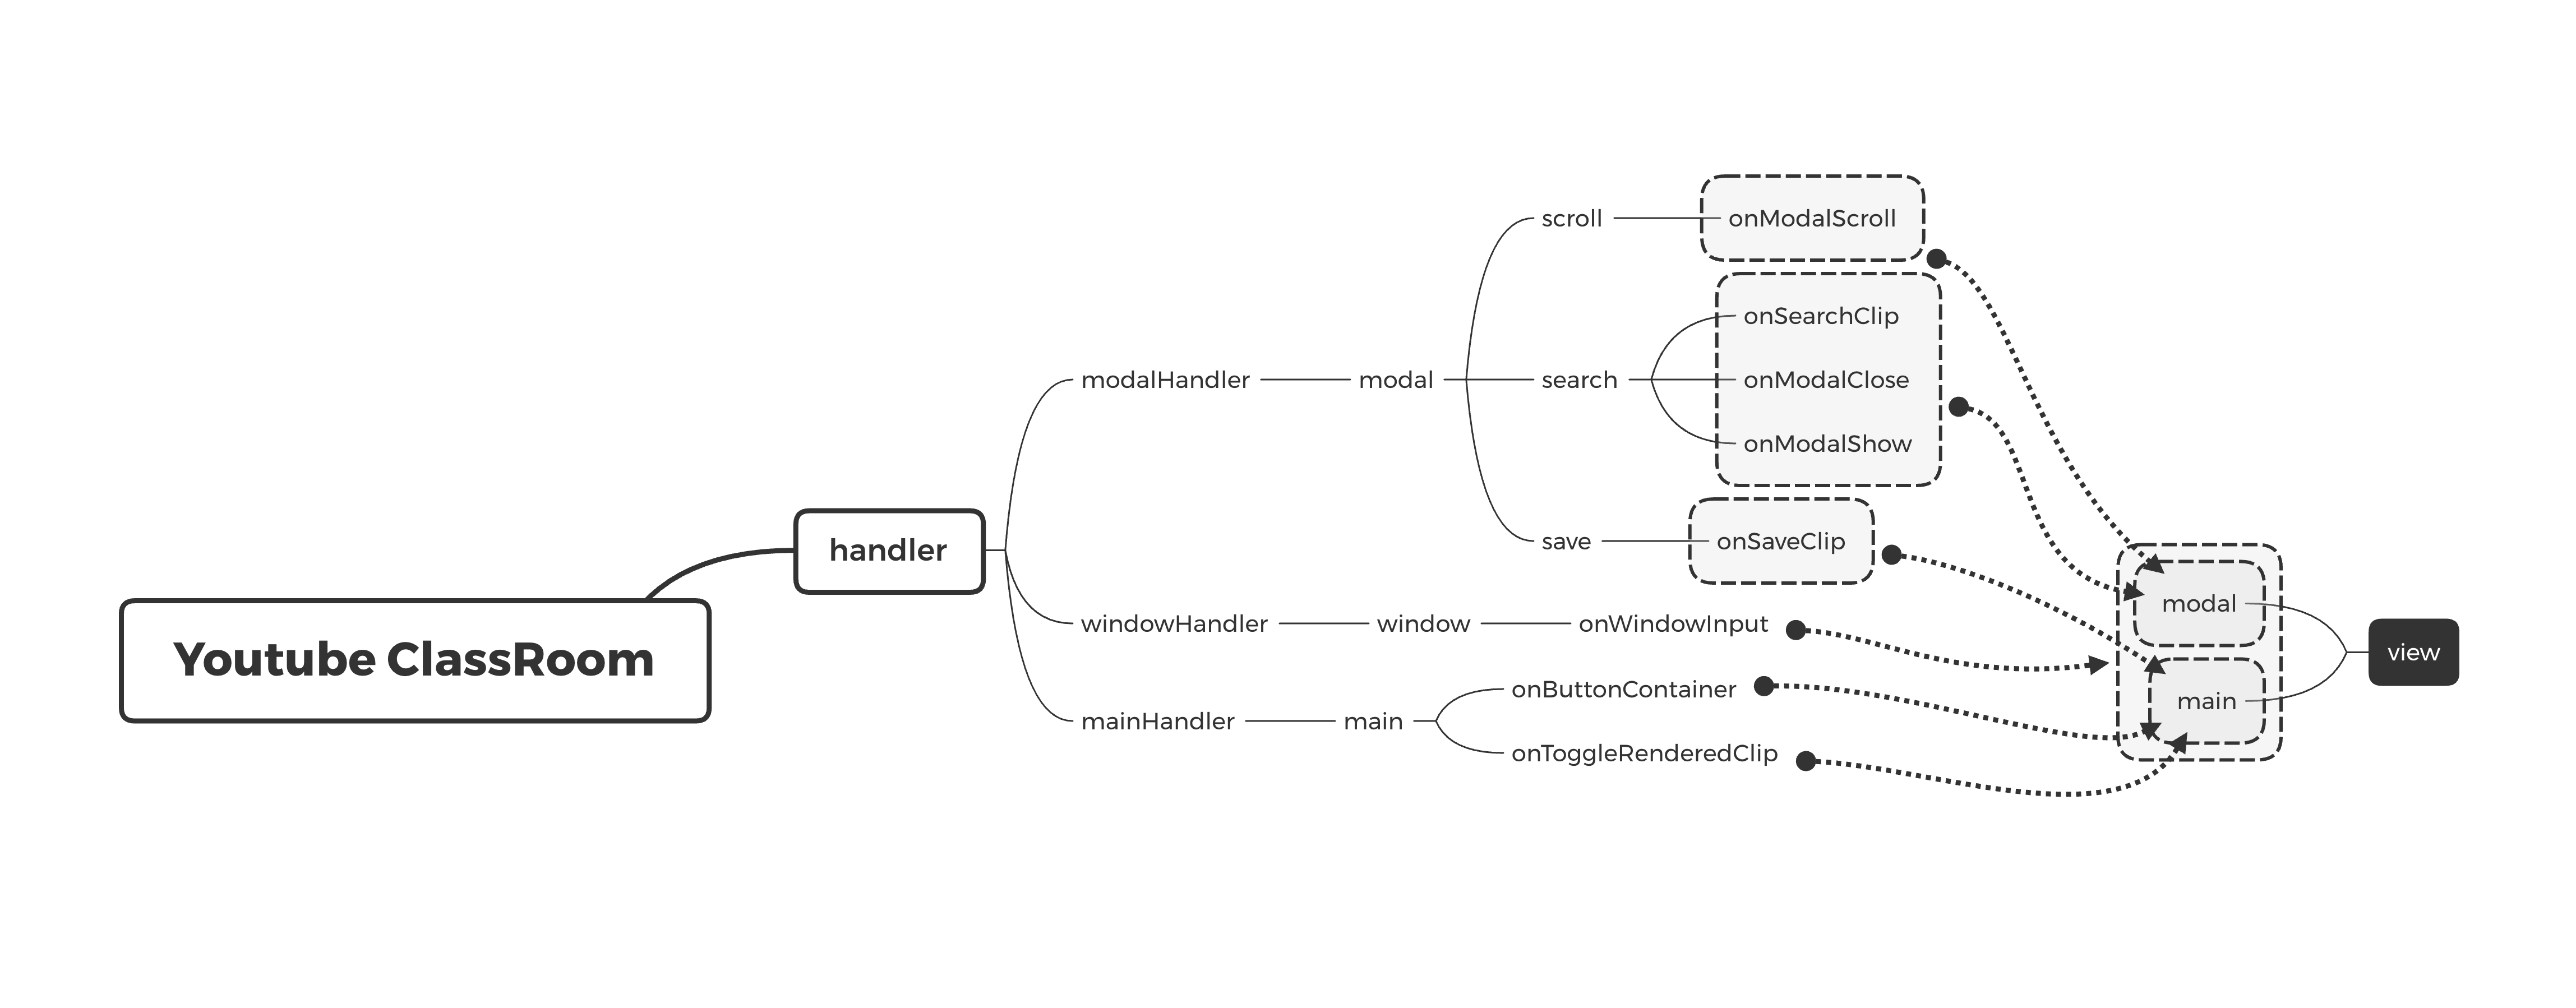 Youtube ClassRoom
handler
modalHandler
modal
scroll
onModalScroll
search
onSearchClip
onModalClose
onModalShow
save
onSaveClip
windowHandler
window
onWindowInput
mainHandler
main
onButtonContainer
onToggleRenderedClip
modal
main
view